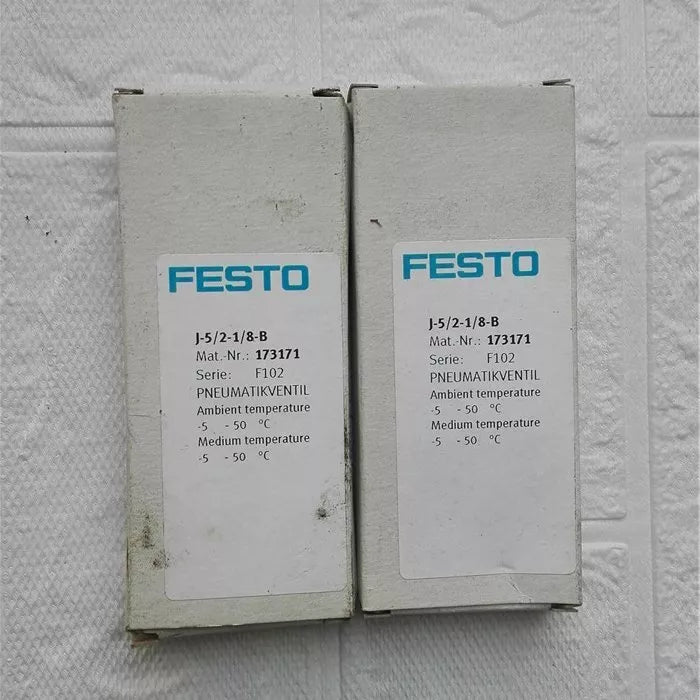 FESTO
J-5/2-1/8-B
Mat.-Nr.: 173171
Serie: F102
PNEUMATIKVENTIL
Ambient temperature
-5 - 50 °C
Medium temperature
-5 - 50 °C
FESTO
J-5/2-1/8-B
Mat.-Nr.: 173171
Serie: F102
PNEUMATIKVENTIL
Ambient temperature
-5 - 50 °C
Medium temperature
-5 - 50 °C